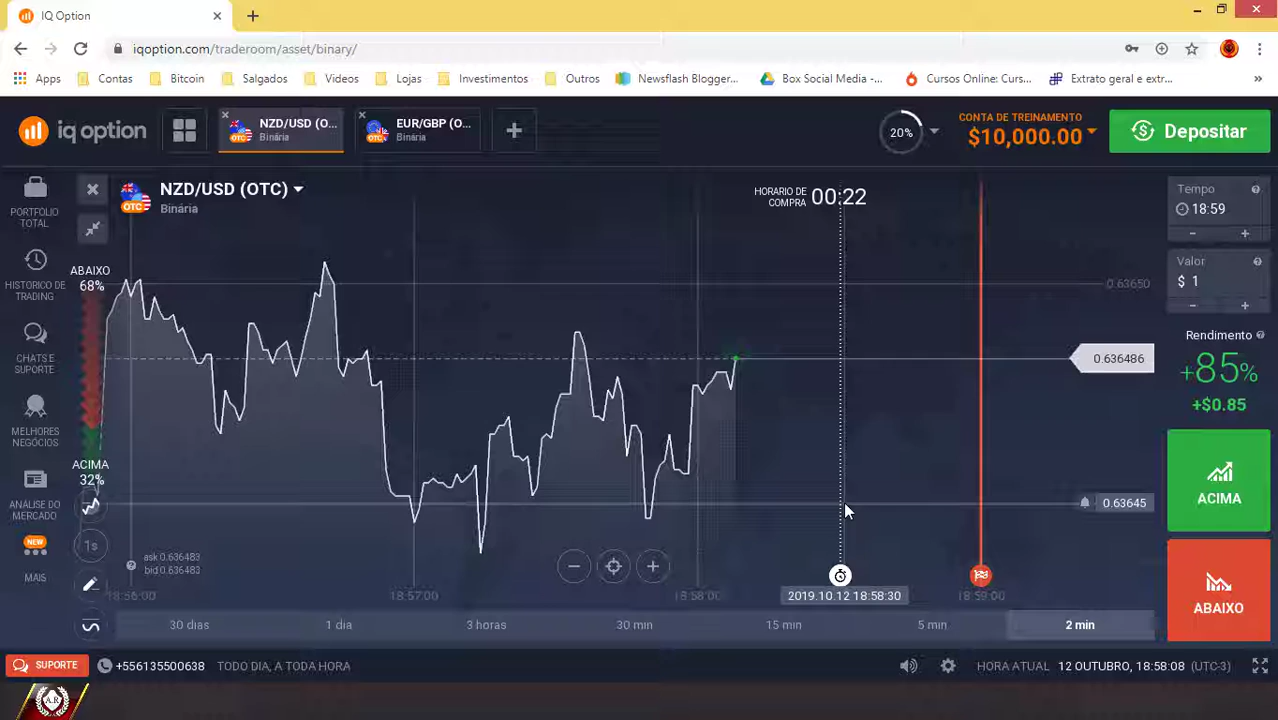 IQ Option
iqoption.com/traderoom/asset/binary/
Apps Contas Bitcoin Salgados Videos Lojas Investimentos Outros Newsflash Blogger... Box Social Media -... Cursos Online: Curs... Extrato geral e extr... »
iq option
NZD/USD (O...
Binária
EUR/GBP (O...
Binária
20%
CONTA DE TREINAMENTO
$10,000.00
Depositar
NZD/USD (OTC)
Binária
OTC
HORARIO DE
COMPRA
00:22
PORTFÓLIO
TOTAL
HISTÓRICO DE
TRADING
CHATS E
SUPORTE
MELHORES
NEGÓCIOS
ANÁLISE DO
MERCADO
NEW
MAIS
ABAIXO
68%
ACIMA
32%
1s
ask 0.636483
bid 0.636483
0.63650
0.636486
0.63645
18:56:00 18:57:00 18:58:00 2019.10.12 18:58:30 18:59:00
30 dias 1 dia 3 horas 30 min 15 min 5 min 2 min
Tempo
18:59
Valor
$ 1
Rendimento
+85%
+$0.85
ACIMA
ABAIXO
SUPORTE +556135500638 TODO DIA, A TODA HORA HORA ATUAL 12 OUTUBRO, 18:58:08 (UTC-3)
A.R